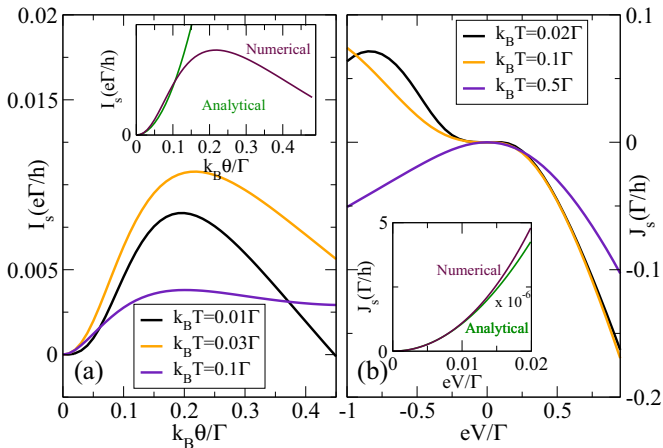 0.02
0.015
0.01
0.005
0
I_s(eΓ/h)
0
0.1
0.2
0.3
0.4
k_Bθ/Γ
(a)
k_BT=0.01Γ
k_BT=0.03Γ
k_BT=0.1Γ
I_s(eΓ/h)
0
0
0.1
0.2
0.3
0.4
k_Bθ/Γ
Numerical
Analytical
k_BT=0.02Γ
k_BT=0.1Γ
k_BT=0.5Γ
0.1
0
-0.1
-0.2
J_s(Γ/h)
-1
-0.5
0
0.5
eV/Γ
(b)
5
0
J_s(Γ/h)
0
0.01
0.02
eV/Γ
Numerical
x 10^-6
Analytical